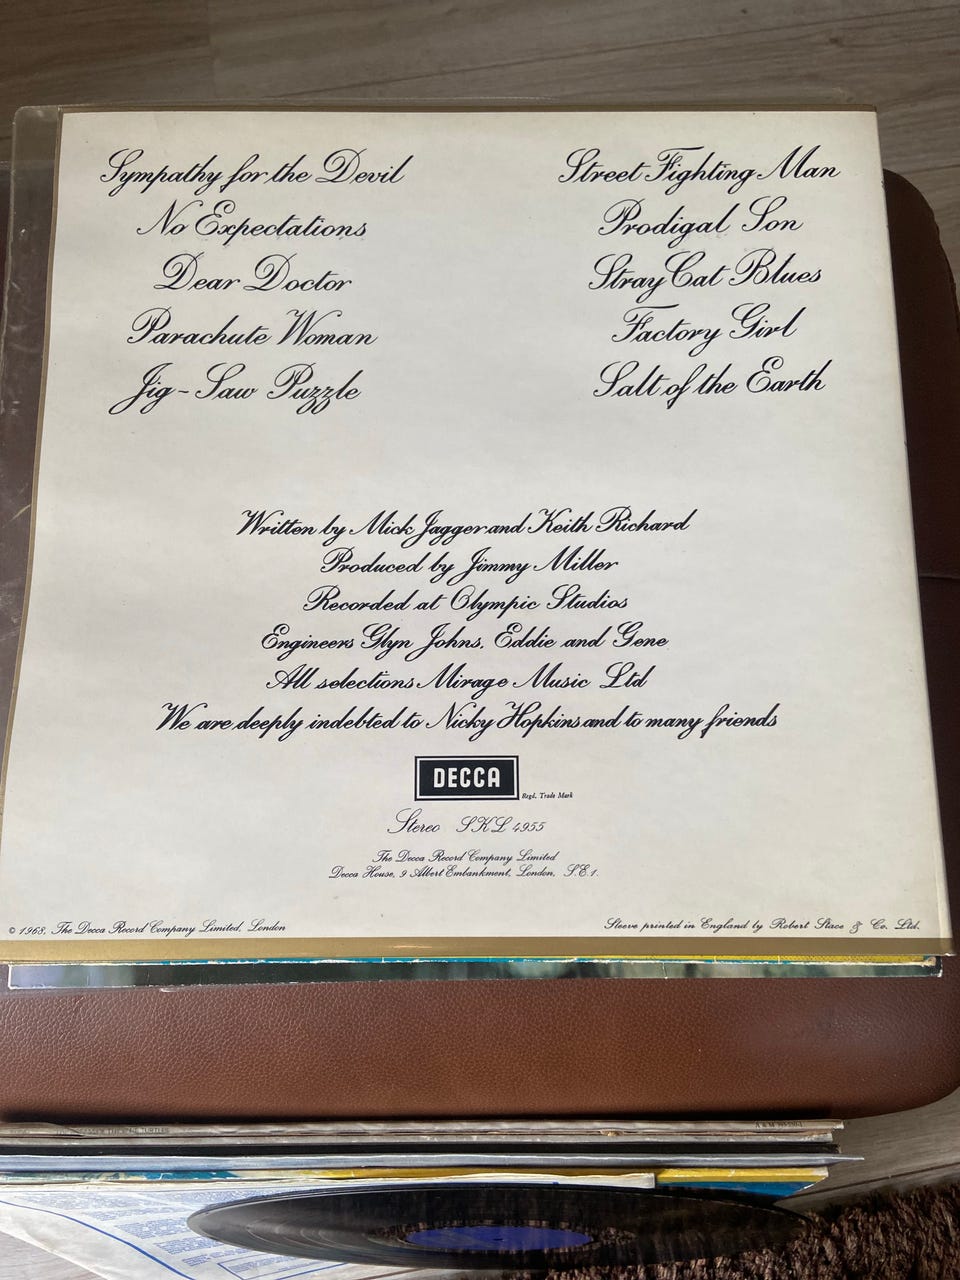 Sympathy for the Devil
No Expectations
Dear Doctor
Parachute Woman
Jig-Saw Puzzle
Street Fighting Man
Prodigal Son
Stray Cat Blues
Factory Girl
Salt of the Earth
Written by Mick Jagger and Keith Richard
Produced by Jimmy Miller
Recorded at Olympic Studios
Engineers Glyn Johns, Eddie and Gene
All selections Mirage Music Ltd
We are deeply indebted to Nicky Hopkins and to many friends
DECCA
Regd. Trade Mark
Stereo SKL 4955
The Decca Record Company Limited
Decca House, 9 Albert Embankment, London, S.E.1.
© 1968, The Decca Record Company Limited, London
Sleeve printed in England by Robert Stace & Co. Ltd.
TURTLES
A & M